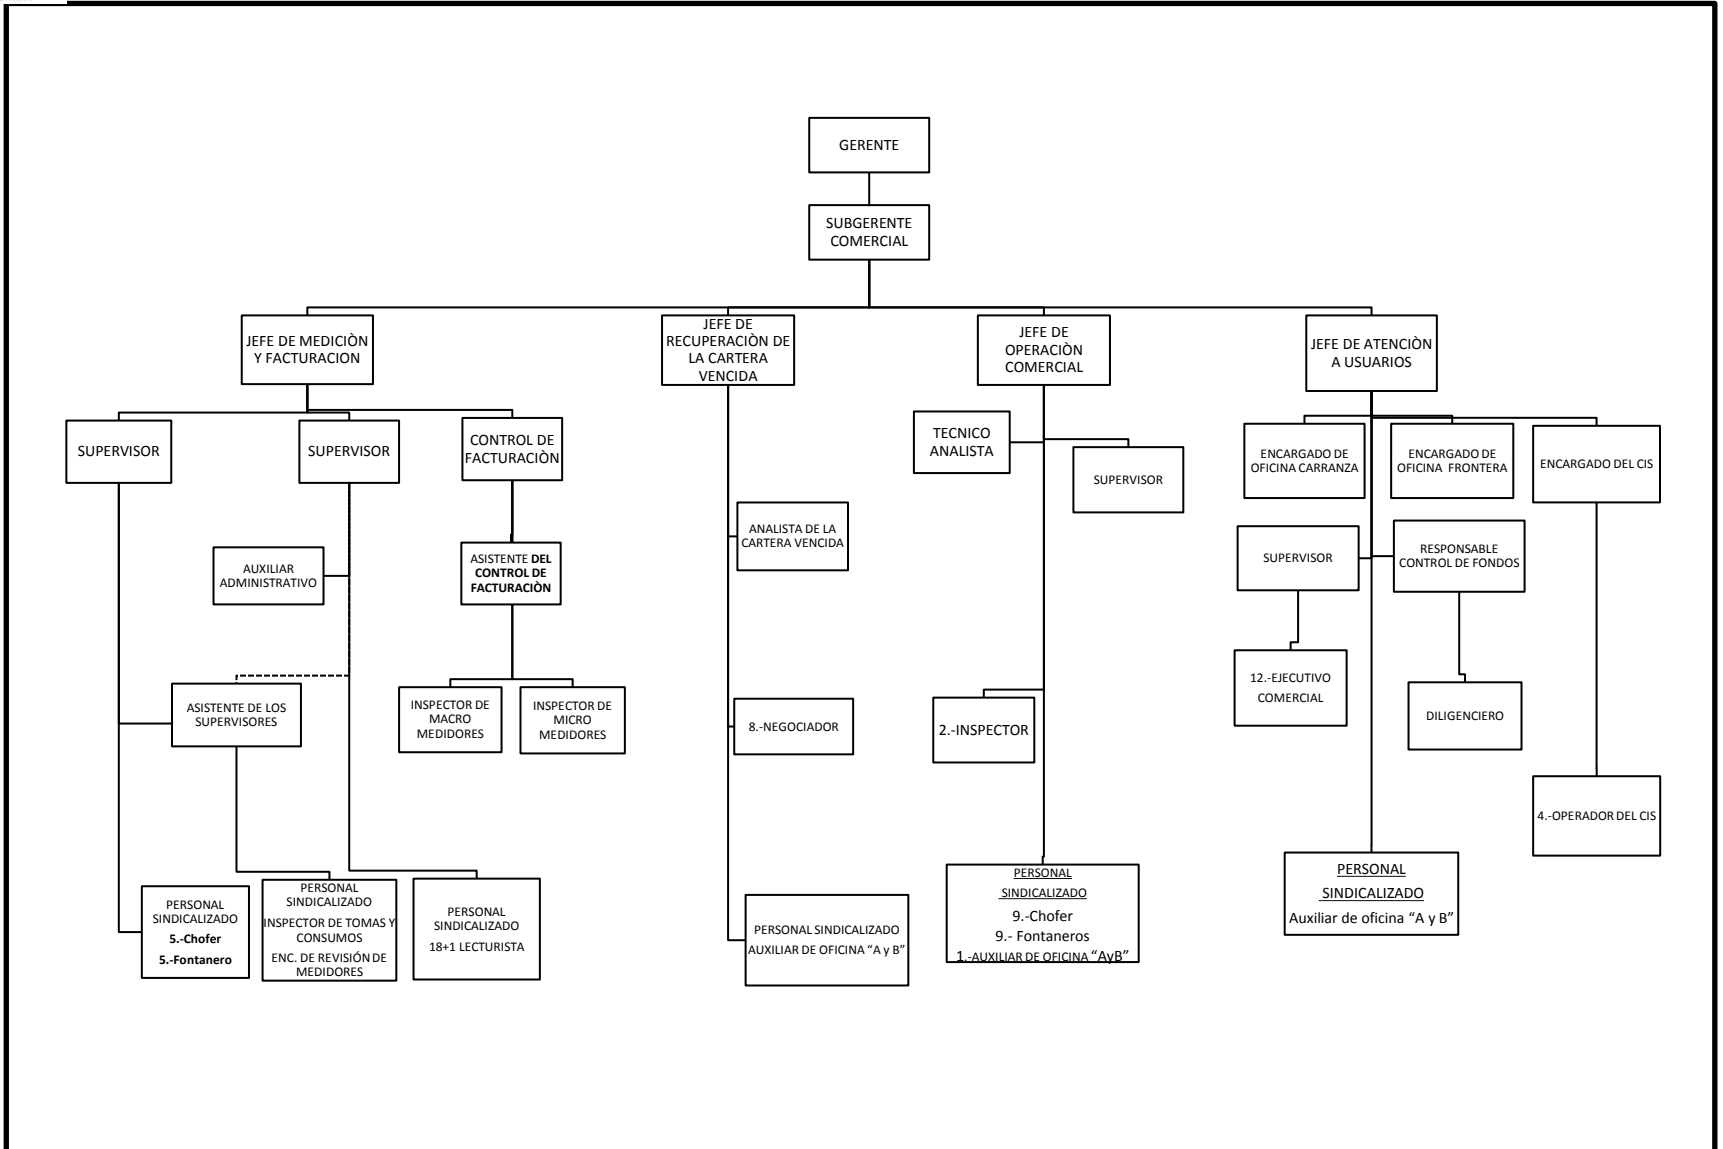 GERENTE
SUBGERENTE
COMERCIAL
JEFE DE MEDICIÒN
Y FACTURACION
JEFE DE
RECUPERACIÒN DE
LA CARTERA
VENCIDA
JEFE DE
OPERACIÒN
COMERCIAL
JEFE DE ATENCIÒN
A USUARIOS
SUPERVISOR
SUPERVISOR
CONTROL DE
FACTURACIÒN
TECNICO
ANALISTA
SUPERVISOR
ENCARGADO DE
OFICINA CARRANZA
ENCARGADO DE
OFICINA FRONTERA
ENCARGADO DEL CIS
AUXILIAR
ADMINISTRATIVO
ASISTENTE DEL
CONTROL DE
FACTURACIÒN
ANALISTA DE LA
CARTERA VENCIDA
SUPERVISOR
RESPONSABLE
CONTROL DE FONDOS
ASISTENTE DE LOS
SUPERVISORES
INSPECTOR DE
MACRO
MEDIDORES
INSPECTOR DE
MICRO
MEDIDORES
8.-NEGOCIADOR
2.-INSPECTOR
12.-EJECUTIVO
COMERCIAL
DILIGENCIERO
4.-OPERADOR DEL CIS
PERSONAL
SINDICALIZADO
5.-Chofer
5.-Fontanero
PERSONAL
SINDICALIZADO
INSPECTOR DE TOMAS Y
CONSUMOS
ENC. DE REVISIÓN DE
MEDIDORES
PERSONAL
SINDICALIZADO
18+1 LECTURISTA
PERSONAL SINDICALIZADO
AUXILIAR DE OFICINA “A y B”
PERSONAL
SINDICALIZADO
9.-Chofer
9.- Fontaneros
1.-AUXILIAR DE OFICINA “AyB”
PERSONAL
SINDICALIZADO
Auxiliar de oficina “A y B”